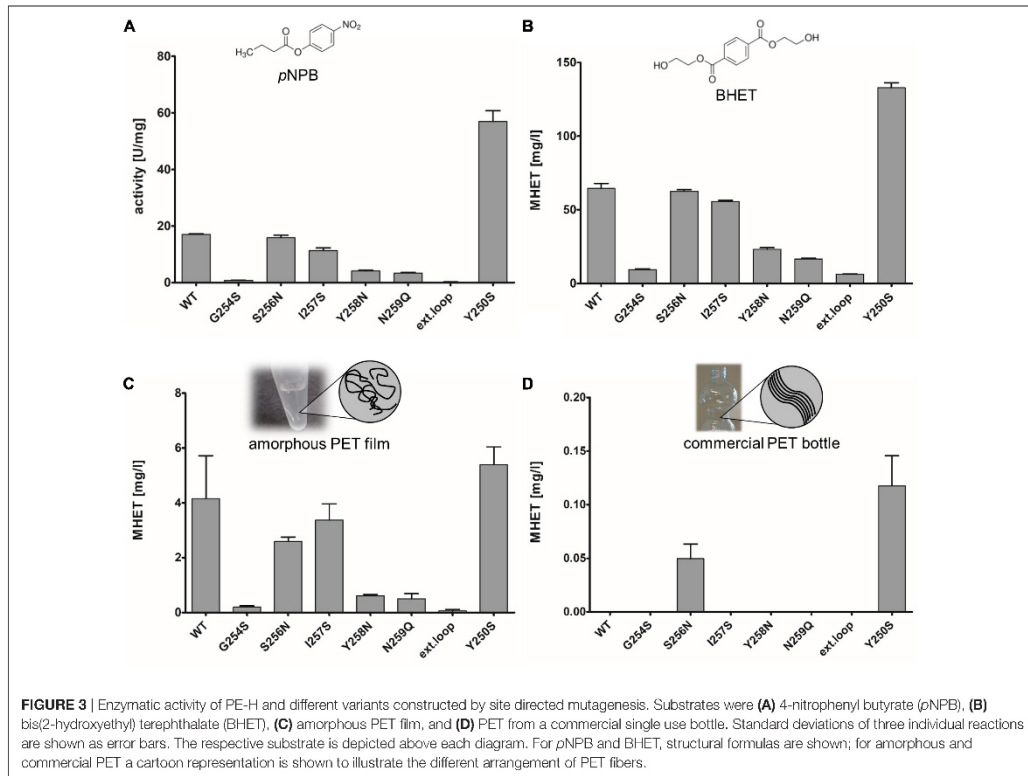 A
H₃C
O
O
NO₂
pNPB
activity [U/mg]
80
60
40
20
0
WT
G254S
S256N
I257S
Y258N
N259Q
ext.loop
Y250S
B
HO
O
O
O
O
OH
BHET
MHET [mg/l]
150
100
50
0
WT
G254S
S256N
I257S
Y258N
N259Q
ext.loop
Y250S
C
amorphous PET film
MHET [mg/l]
8
6
4
2
0
WT
G254S
S256N
I257S
Y258N
N259Q
ext.loop
Y250S
D
commercial PET bottle
MHET [mg/l]
0.20
0.15
0.10
0.05
0.00
WT
G254S
S256N
I257S
Y258N
N259Q
ext.loop
Y250S
FIGURE 3 | Enzymatic activity of PE-H and different variants constructed by site directed mutagenesis. Substrates were (A) 4-nitrophenyl butyrate (pNPB), (B)
bis(2-hydroxyethyl) terephthalate (BHET), (C) amorphous PET film, and (D) PET from a commercial single use bottle. Standard deviations of three individual reactions
are shown as error bars. The respective substrate is depicted above each diagram. For pNPB and BHET, structural formulas are shown; for amorphous and
commercial PET a cartoon representation is shown to illustrate the different arrangement of PET fibers.